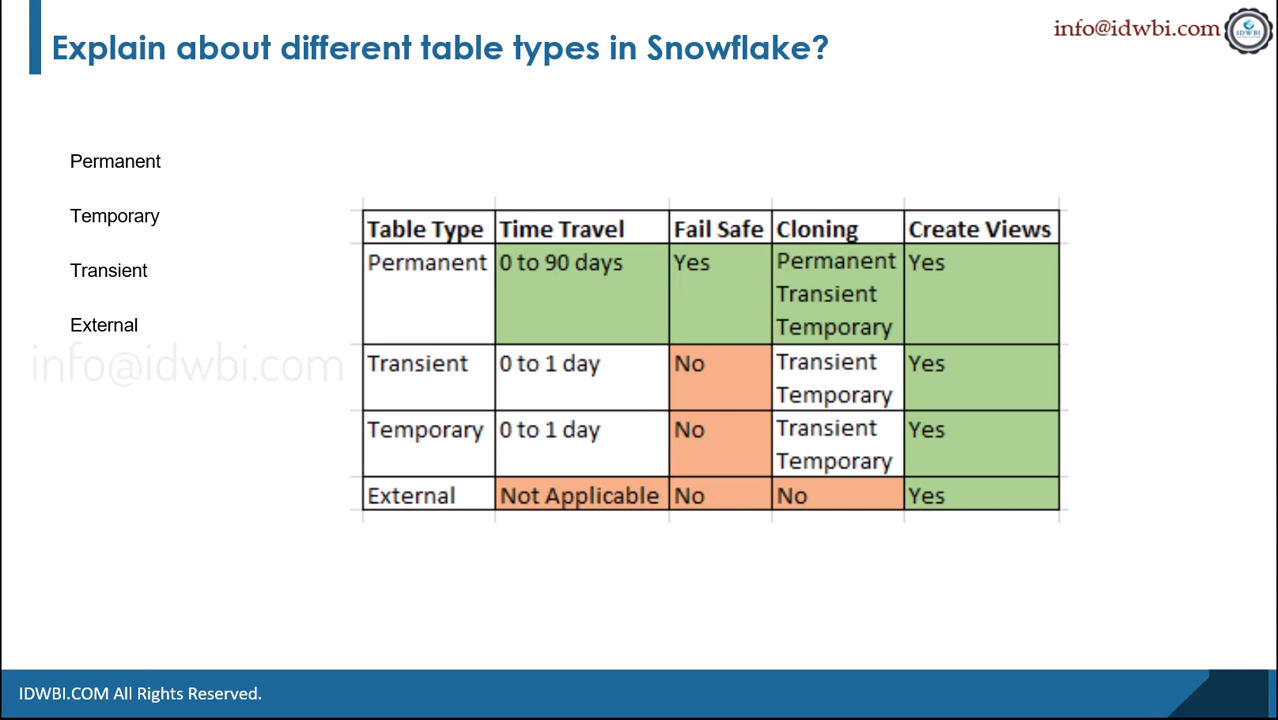 Explain about different table types in Snowflake?
info@idwbi.com
IDWBI
Permanent
Temporary
Transient
External
info@idwbi.com
Table Type Time Travel Fail Safe Cloning Create Views
Permanent 0 to 90 days Yes Permanent Yes
Transient
Temporary
Transient 0 to 1 day No Transient Yes
Temporary
Temporary 0 to 1 day No Transient Yes
Temporary
External Not Applicable No No Yes
IDWBI.COM All Rights Reserved.